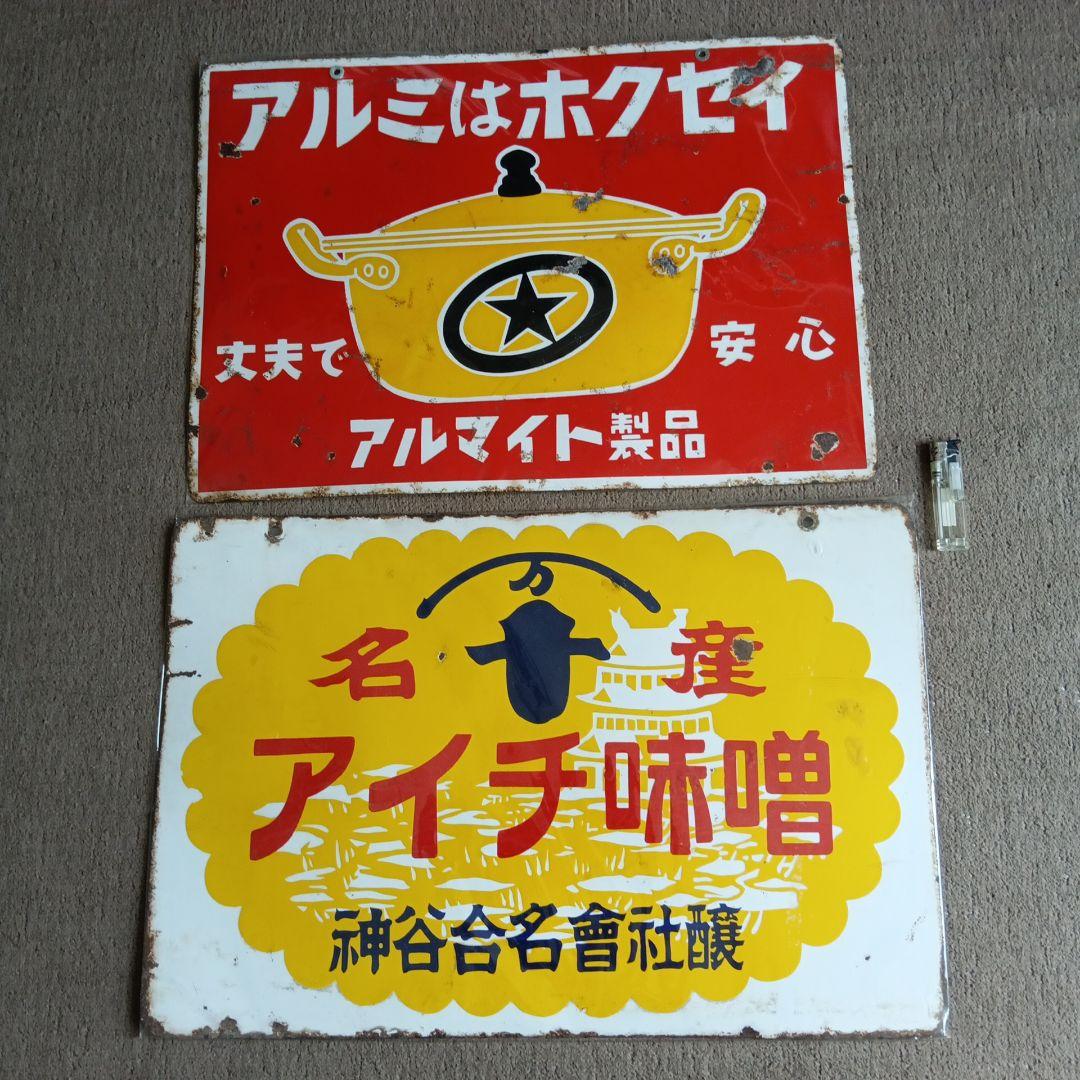 アルミはホクセイ
丈夫で 安心
アルマイト製品
万
名産
アイチ味噌
神谷合名會社醸